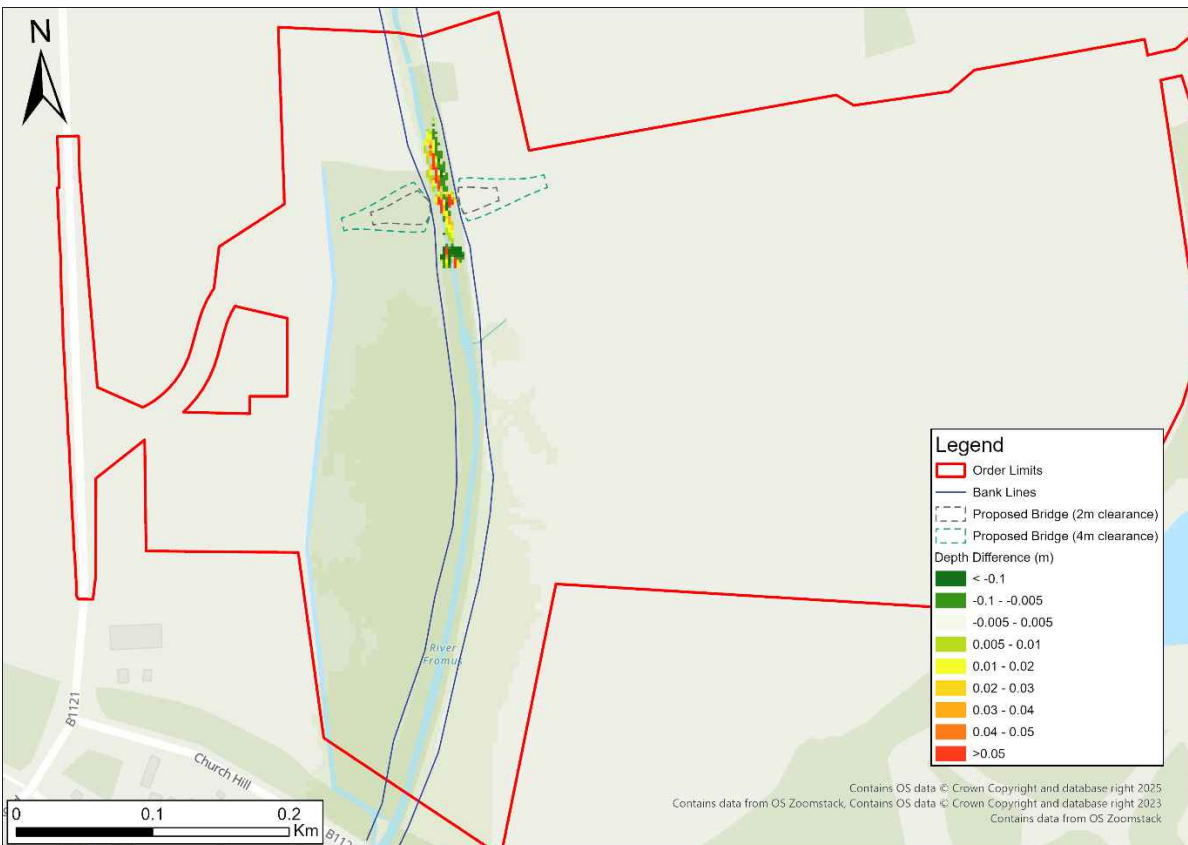 N
River
Fromus
B1121
Church Hill
Legend
Order Limits
Bank Lines
Proposed Bridge (2m clearance)
Proposed Bridge (4m clearance)
Depth Difference (m)
< -0.1
-0.1 - -0.005
-0.005 - 0.005
0.005 - 0.01
0.01 - 0.02
0.02 - 0.03
0.03 - 0.04
0.04 - 0.05
>0.05
Contains OS data © Crown Copyright and database right 2025
Contains data from OS Zoomstack, Contains OS data © Crown Copyright and database right 2023
Contains data from OS Zoomstack
0 0.1 0.2
Km